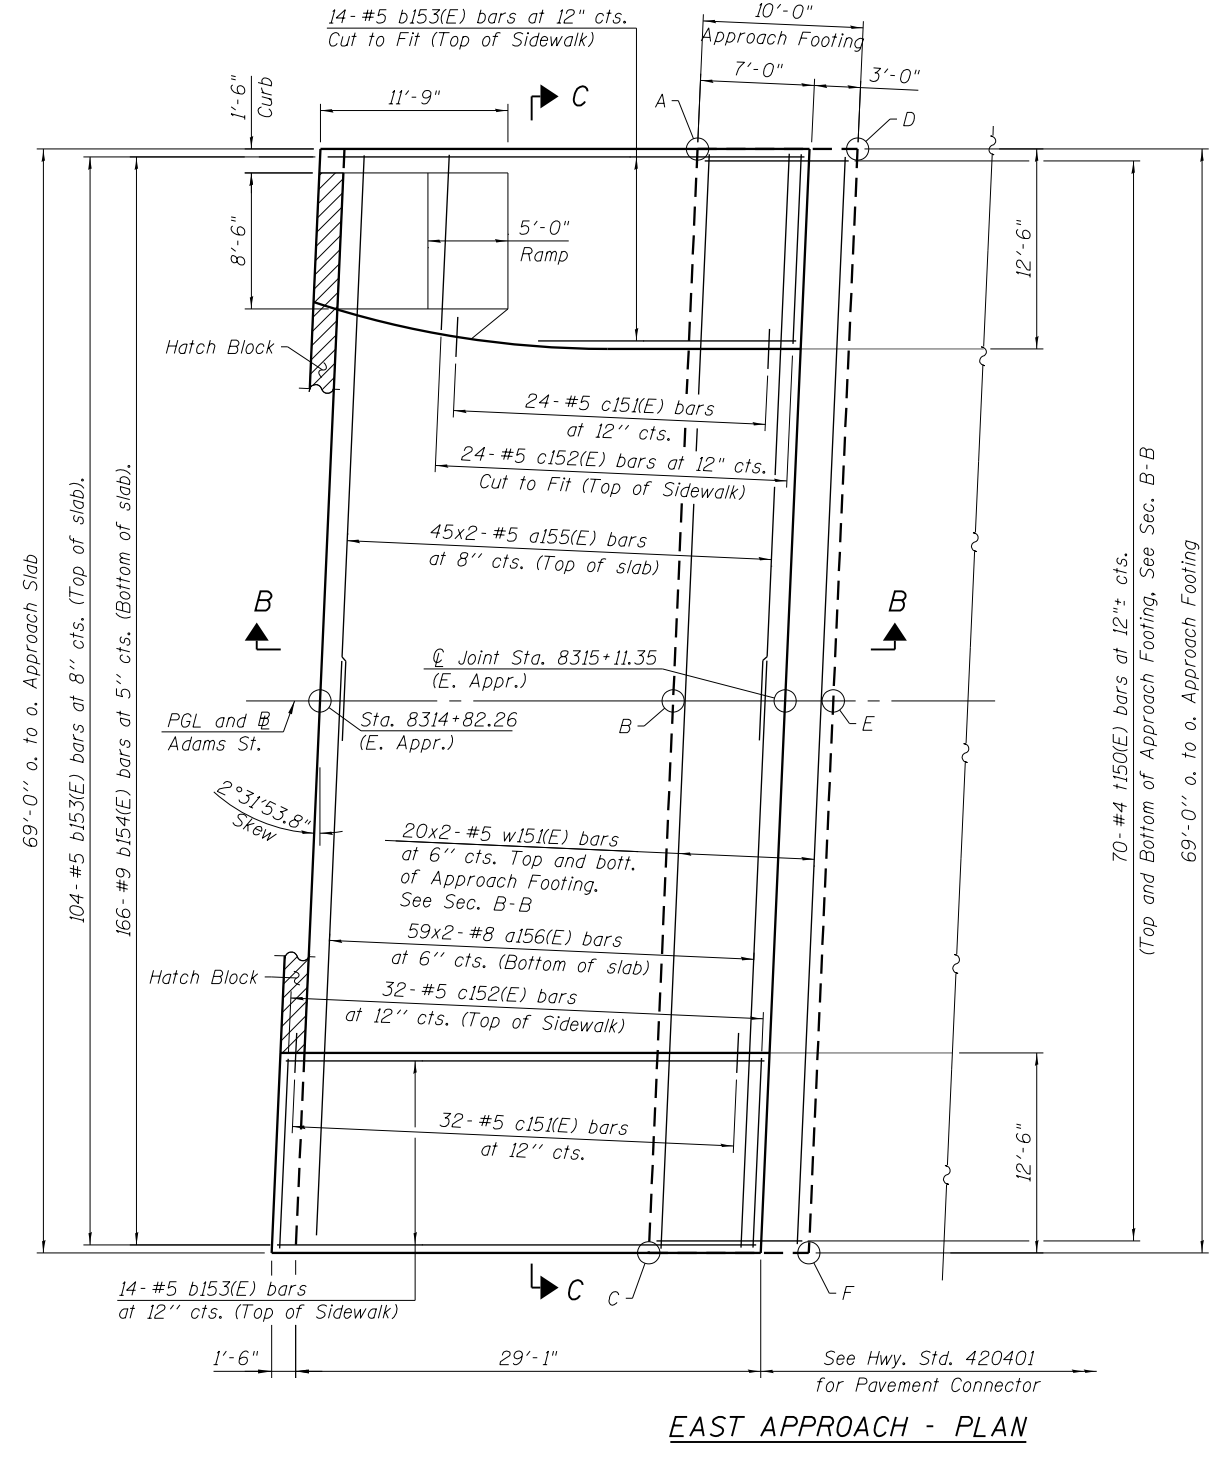 14-#5 b153(E) bars at 12" cts.
Cut to Fit (Top of Sidewalk)
10'-0"
Approach Footing
7'-0"
3'-0"
1'-6"
Curb
11'-9"
C
A
D
8'-6"
5'-0"
Ramp
12'-6"
Hatch Block
24-#5 c151(E) bars
at 12'' cts.
24-#5 c152(E) bars at 12" cts.
Cut to Fit (Top of Sidewalk)
45x2-#5 a155(E) bars
at 8'' cts. (Top of slab)
69'-0'' o. to o. Approach Slab
104-#5 b153(E) bars at 8'' cts. (Top of slab).
166-#9 b154(E) bars at 5'' cts. (Bottom of slab).
70-#4 t150(E) bars at 12"± cts.
(Top and Bottom of Approach Footing, See Sec. B-B
69'-0'' o. to o. Approach Footing
B
B
℄ Joint Sta. 8315+11.35
(E. Appr.)
PGL and ℄
Adams St.
Sta. 8314+82.26
(E. Appr.)
B
E
2°31'53.8"
Skew
20x2-#5 w151(E) bars
at 6'' cts. Top and bott.
of Approach Footing.
See Sec. B-B
59x2-#8 a156(E) bars
at 6'' cts. (Bottom of slab)
Hatch Block
32-#5 c152(E) bars
at 12'' cts. (Top of Sidewalk)
32-#5 c151(E) bars
at 12'' cts.
12'-6"
14-#5 b153(E) bars
at 12'' cts. (Top of Sidewalk)
C
C
F
1'-6"
29'-1"
See Hwy. Std. 420401
for Pavement Connector
EAST APPROACH - PLAN